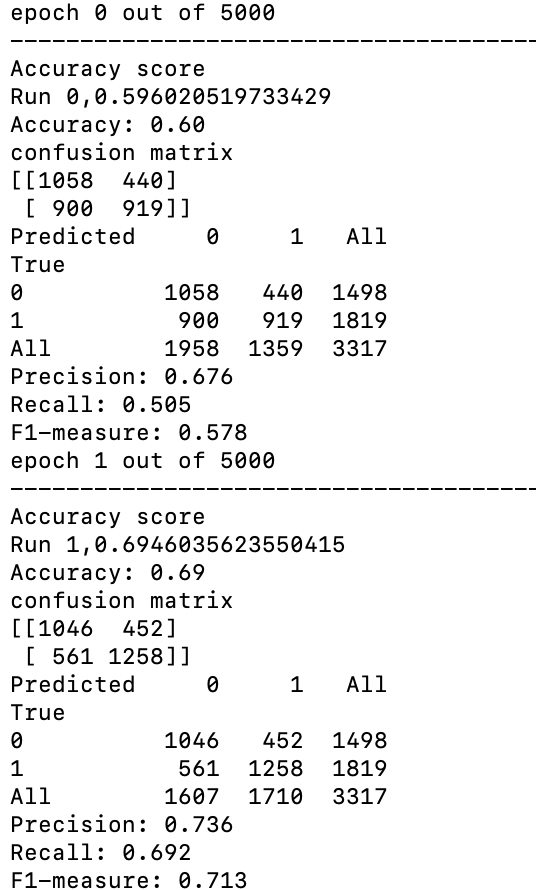 epoch 0 out of 5000
--------------------------------------
Accuracy score
Run 0,0.596020519733429
Accuracy: 0.60
confusion matrix
[[1058  440]
 [ 900  919]]
Predicted     0     1   All
True
0          1058   440  1498
1           900   919  1819
All        1958  1359  3317
Precision: 0.676
Recall: 0.505
F1-measure: 0.578
epoch 1 out of 5000
--------------------------------------
Accuracy score
Run 1,0.6946035623550415
Accuracy: 0.69
confusion matrix
[[1046  452]
 [ 561 1258]]
Predicted     0     1   All
True
0          1046   452  1498
1           561  1258  1819
All        1607  1710  3317
Precision: 0.736
Recall: 0.692
F1-measure: 0.713